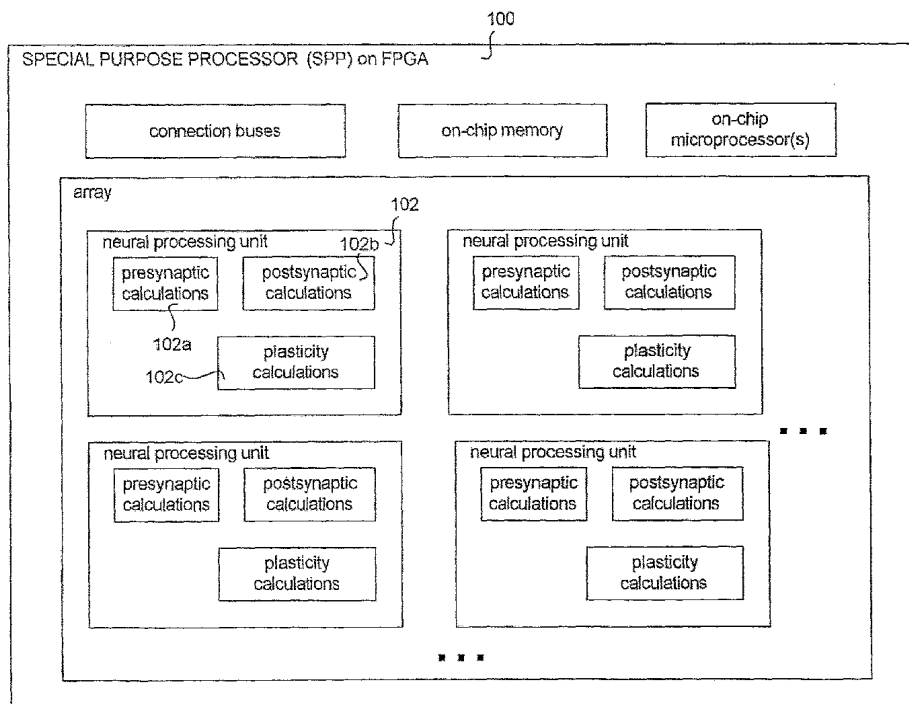 100
SPECIAL PURPOSE PROCESSOR (SPP) on FPGA
connection buses
on-chip memory
on-chip
microprocessor(s)
array
102
neural processing unit
102b
presynaptic
calculations
postsynaptic
calculations
102a
plasticity
calculations
102c
neural processing unit
presynaptic
calculations
postsynaptic
calculations
plasticity
calculations
neural processing unit
presynaptic
calculations
postsynaptic
calculations
plasticity
calculations
neural processing unit
presynaptic
calculations
postsynaptic
calculations
plasticity
calculations